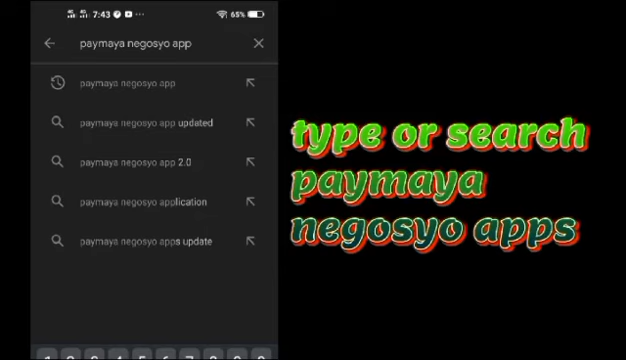 7:43
65%
paymaya negosyo app
paymaya negosyo app
paymaya negosyo app updated
paymaya negosyo app 2.0
paymaya negosyo application
paymaya negosyo apps update
type or search
paymaya
negosyo apps